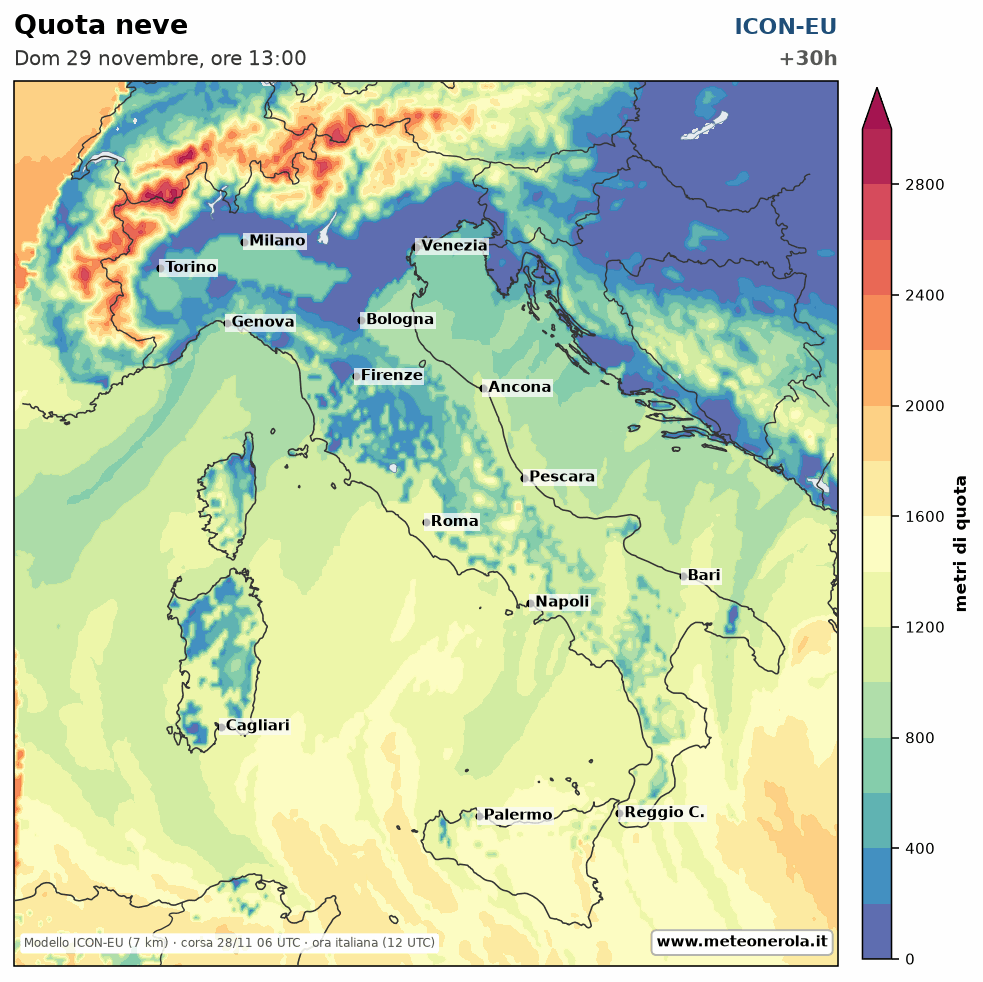 Quota neve
ICON-EU
Dom 29 novembre, ore 13:00
+30h
Milano
Venezia
Torino
Genova
Bologna
Firenze
Ancona
Pescara
Roma
Bari
Napoli
Cagliari
Palermo
Reggio C.
2800
2400
2000
1600
1200
800
400
0
metri di quota
Modello ICON-EU (7 km) · corsa 28/11 06 UTC · ora italiana (12 UTC)
www.meteonerola.it